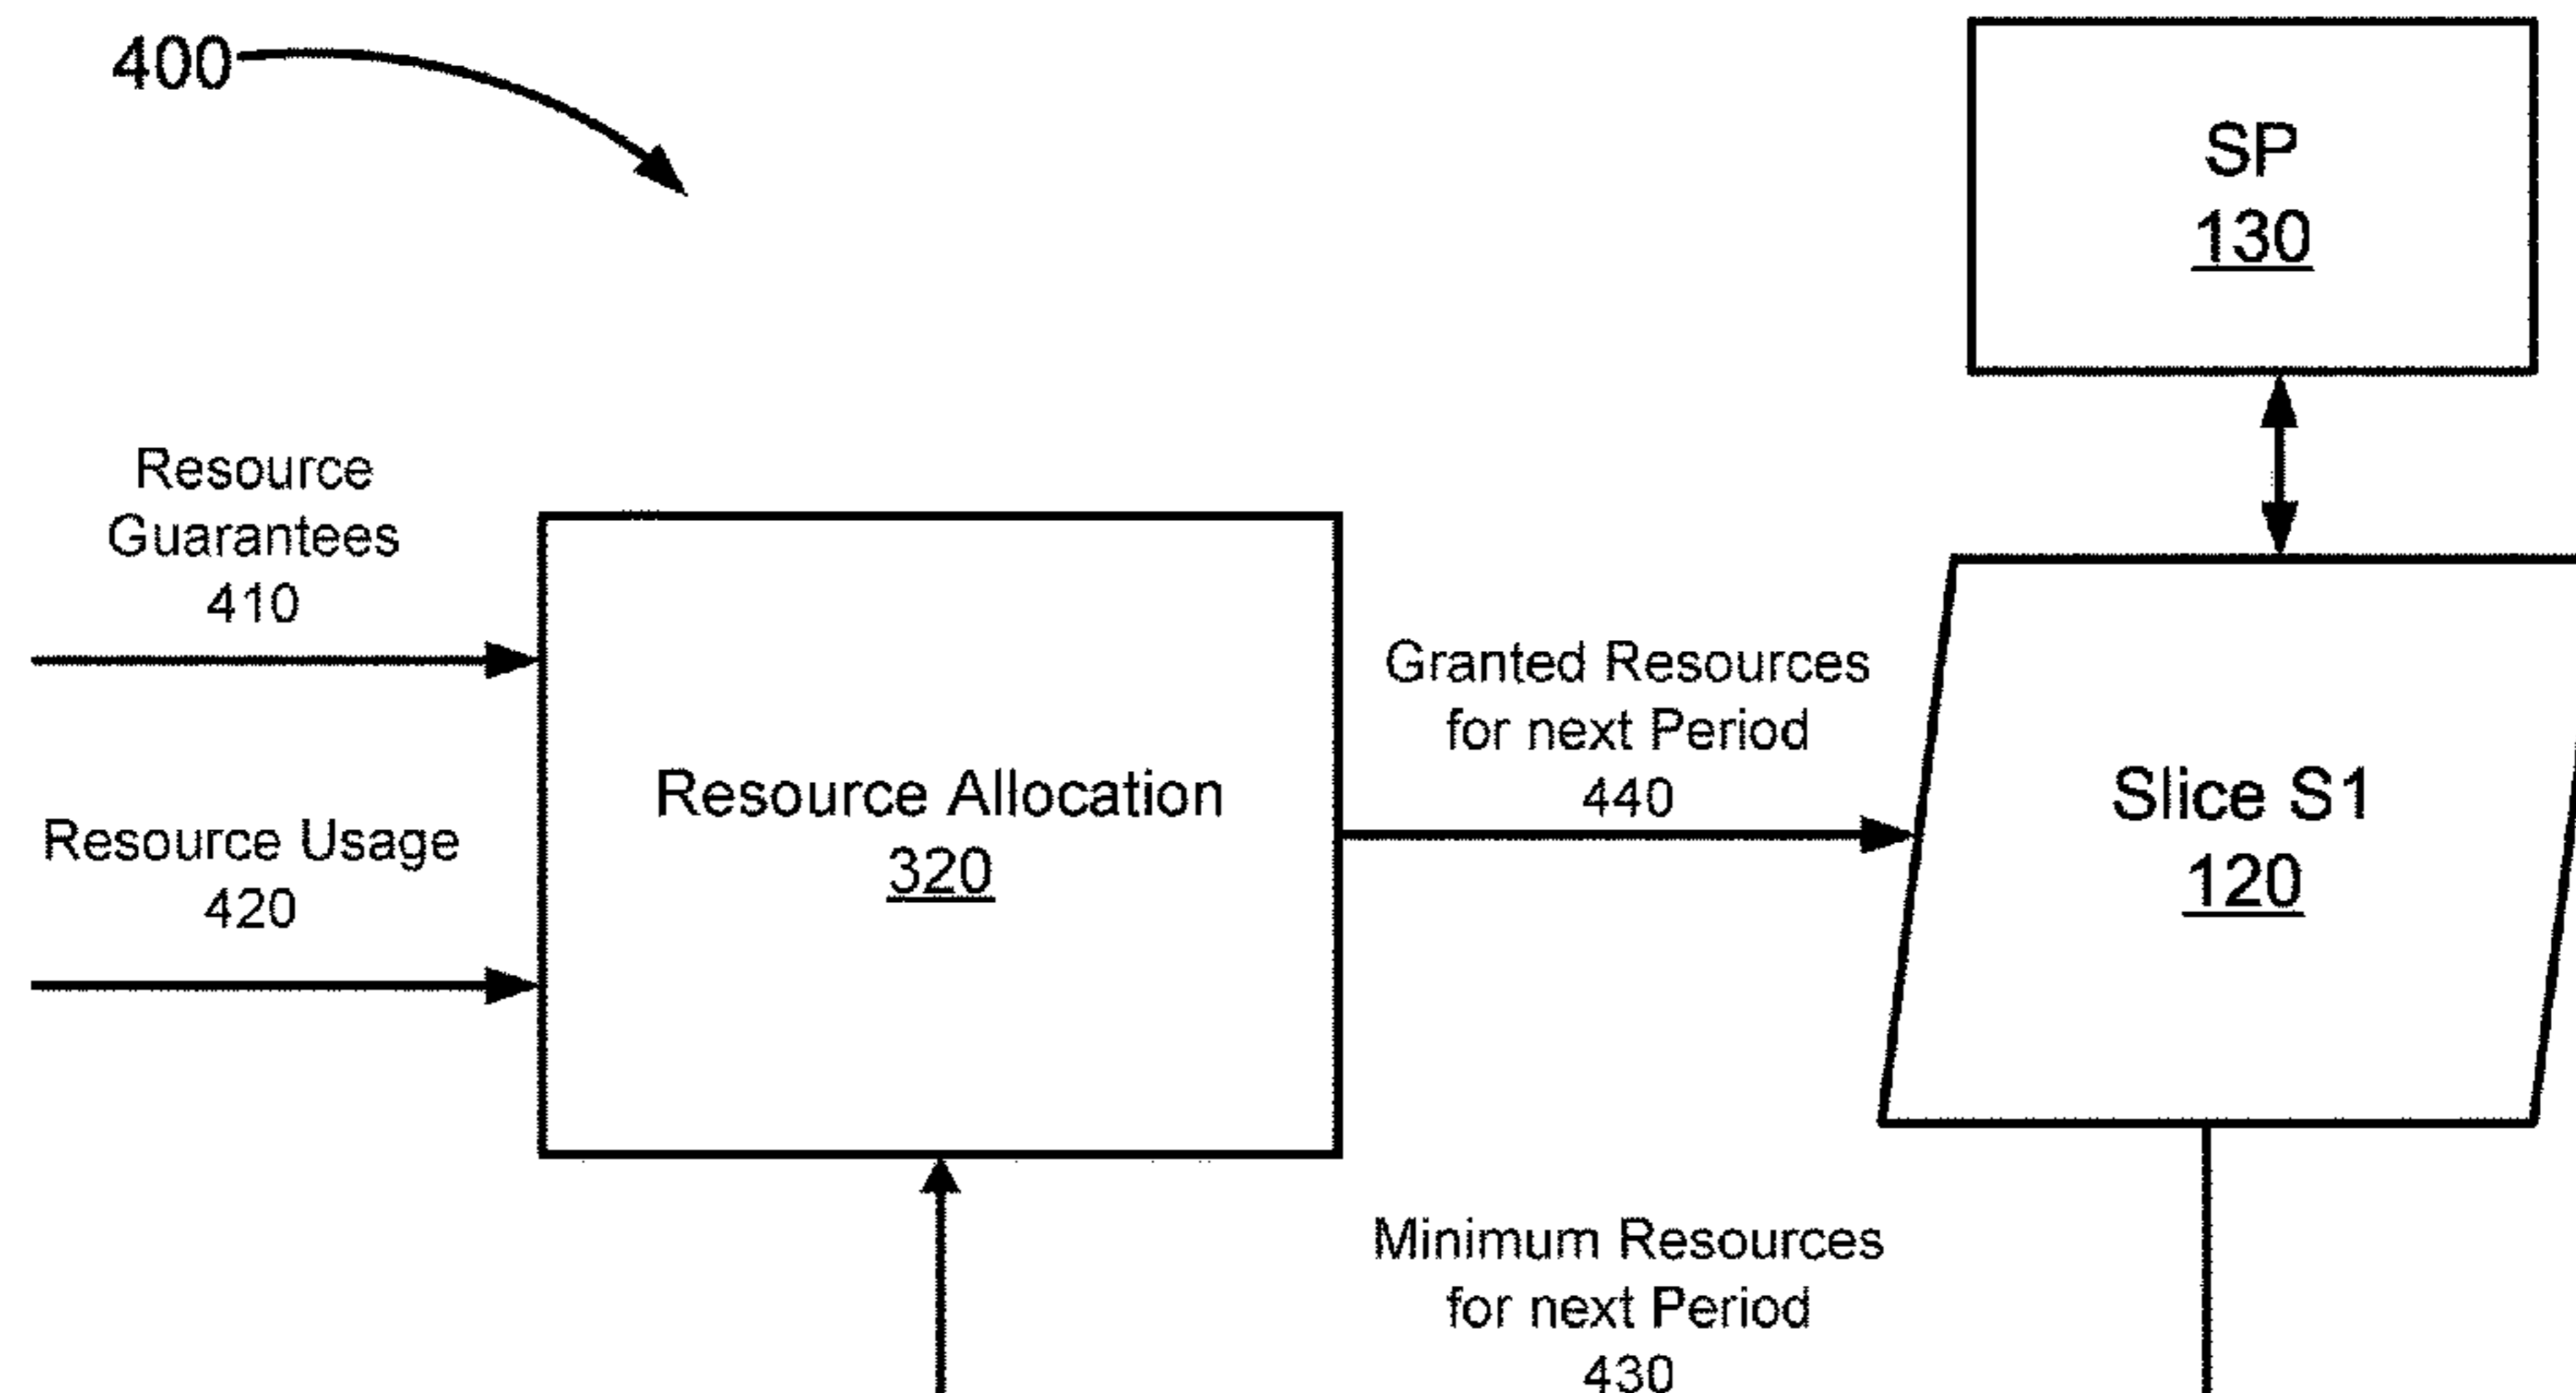 400
SP
130
Resource
Guarantees
410
Granted Resources
for next Period
440
Resource Allocation
320
Slice S1
120
Resource Usage
420
Minimum Resources
for next Period
430